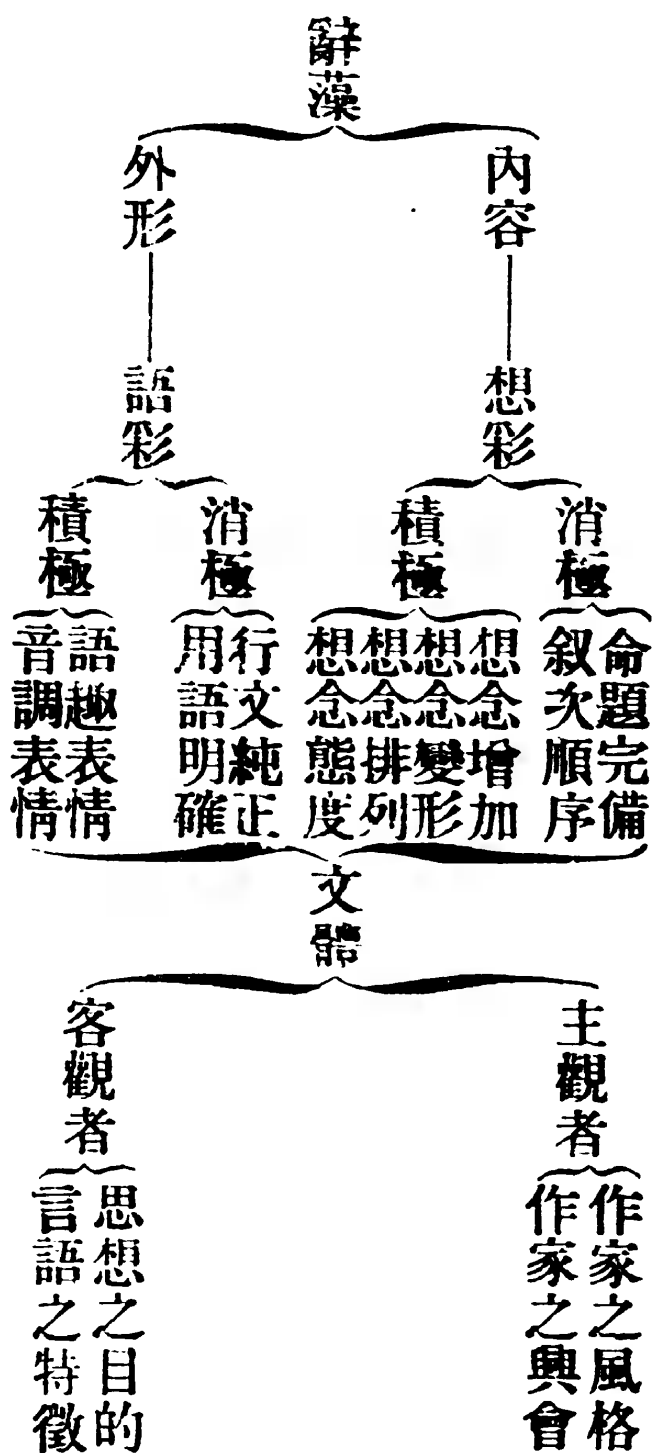 辭藻
內容
外形
想彩
語彩
消極
積極
消極
積極
命題完備
叙次順序
想念增加
想念變形
想念排列
想念態度
行文純正
用語明確
語趣表情
音調表情
文體
主觀者
客觀者
作家之風格
作家之興會
思想之目的
言語之特徵